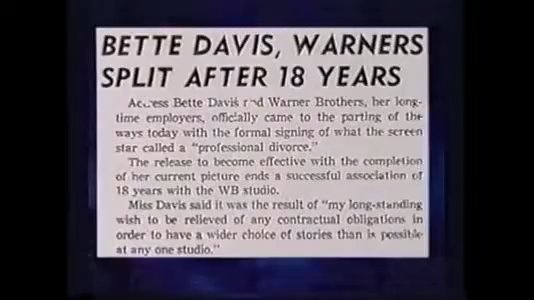 BETTE DAVIS, WARNERS
SPLIT AFTER 18 YEARS
Bette Davis Warner Brothers, her long-
time employers, officially came to the parting of the
ways today with the formal signing of what the screen
star called a "professional divorce."
The release to become effective with the completion
of her current picture ends a successful association of
18 years with the WB studio.
Miss Davis said it was the result of "my long-standing
wish to be relieved of any contractual obligations in
order to have a wider choice of stories than is possible
at any one studio."